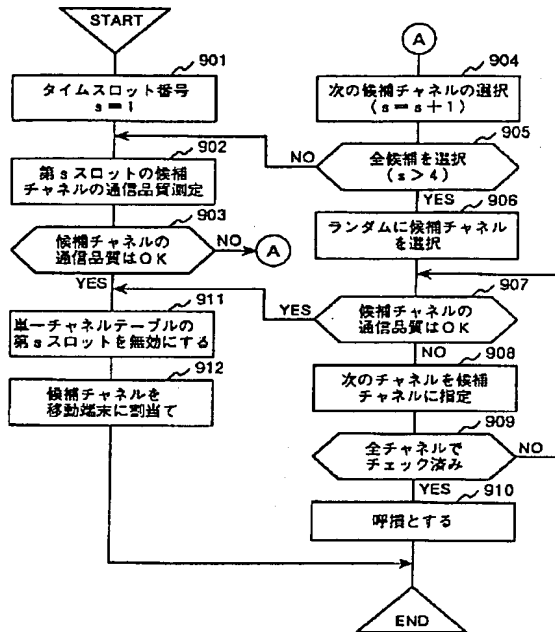 START
901
タイムスロット番号
s=1
902
第sスロットの候補
チャネルの通信品質測定
903
候補チャネルの
通信品質はOK
NO
A
YES
911
単一チャネルテーブルの
第sスロットを無効にする
912
候補チャネルを
移動端末に割当て
A
904
次の候補チャネルの選択
(s=s+1)
905
NO
全候補を選択
(s>4)
YES
906
ランダムに候補チャネル
を選択
907
YES
候補チャネルの
通信品質はOK
NO
908
次のチャネルを候補
チャネルに指定
909
全チャネルで
チェック済み
NO
YES
910
呼損とする
END